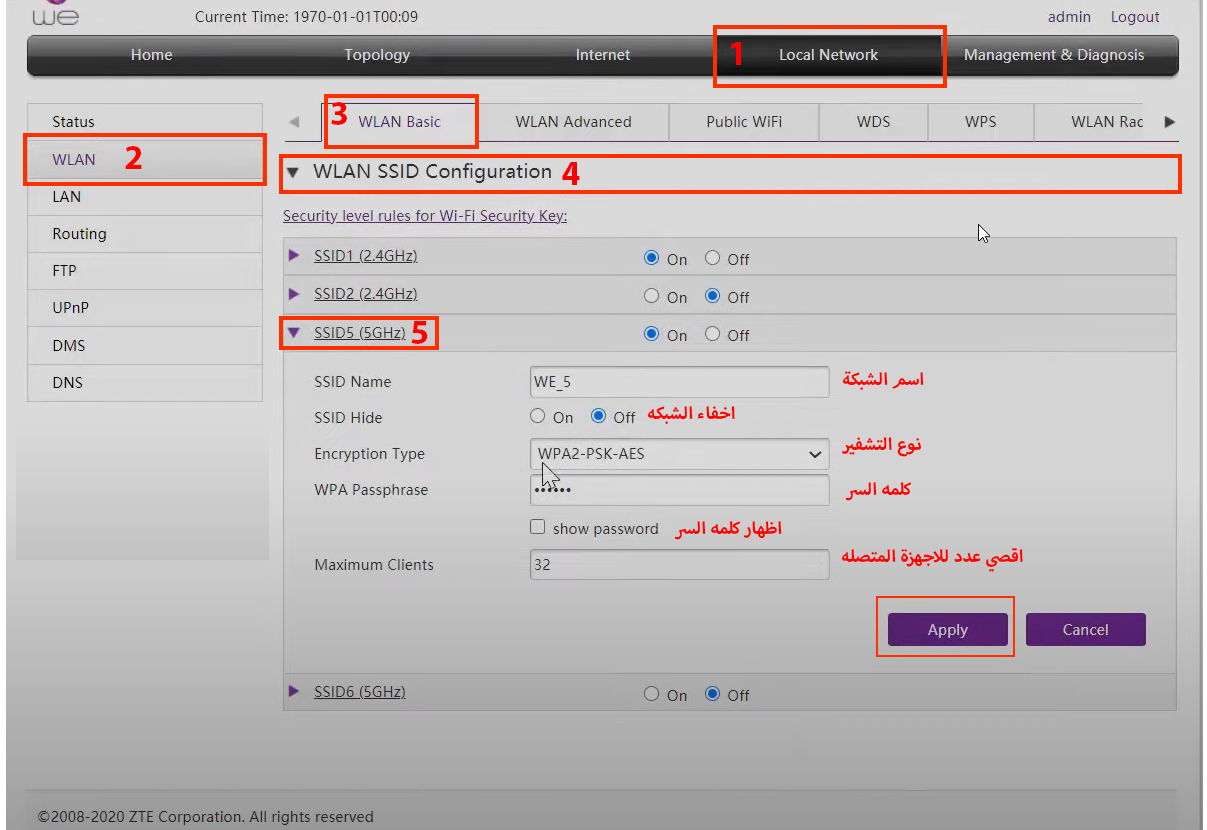 we
Current Time: 1970-01-01T00:09
admin Logout
Home Topology Internet 1 Local Network Management & Diagnosis
Status
WLAN 2
LAN
Routing
FTP
UPnP
DMS
DNS
3 WLAN Basic WLAN Advanced Public WiFi WDS WPS WLAN Rac
WLAN SSID Configuration 4
Security level rules for Wi-Fi Security Key:
SSID1 (2.4GHz) On Off
SSID2 (2.4GHz) On Off
SSID5 (5GHz) 5 On Off
SSID Name WE_5 اسم الشبكة
SSID Hide On Off اخفاء الشبكه
Encryption Type WPA2-PSK-AES نوع التشفير
WPA Passphrase •••••• كلمه السر
show password اظهار كلمه السر
Maximum Clients 32 اقصي عدد للاجهزة المتصله
Apply Cancel
SSID6 (5GHz) On Off
©2008-2020 ZTE Corporation. All rights reserved